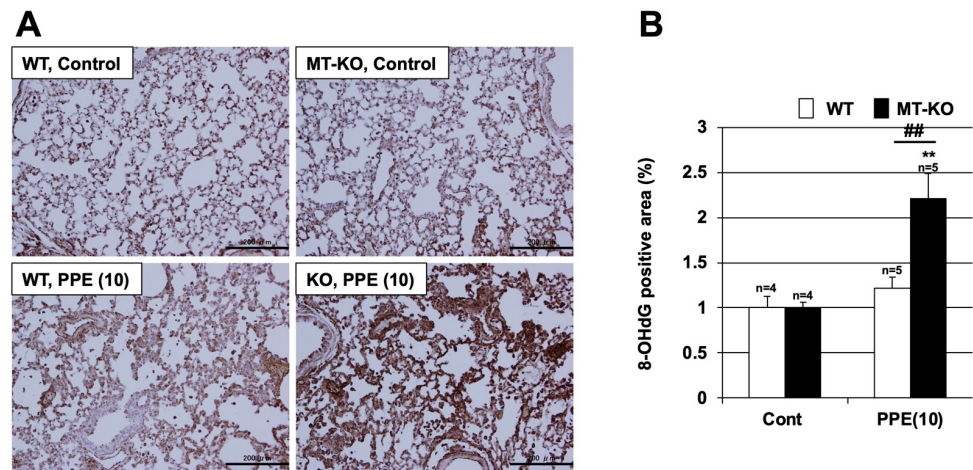 A
WT, Control
MT-KO, Control
200 μm
200 μm
WT, PPE (10)
KO, PPE (10)
200 μm
200 μm
B
WT
MT-KO
8-OHdG positive area (%)
3
2.5
2
1.5
1
0.5
0
n=4
n=4
n=5
##
**
n=5
Cont
PPE(10)